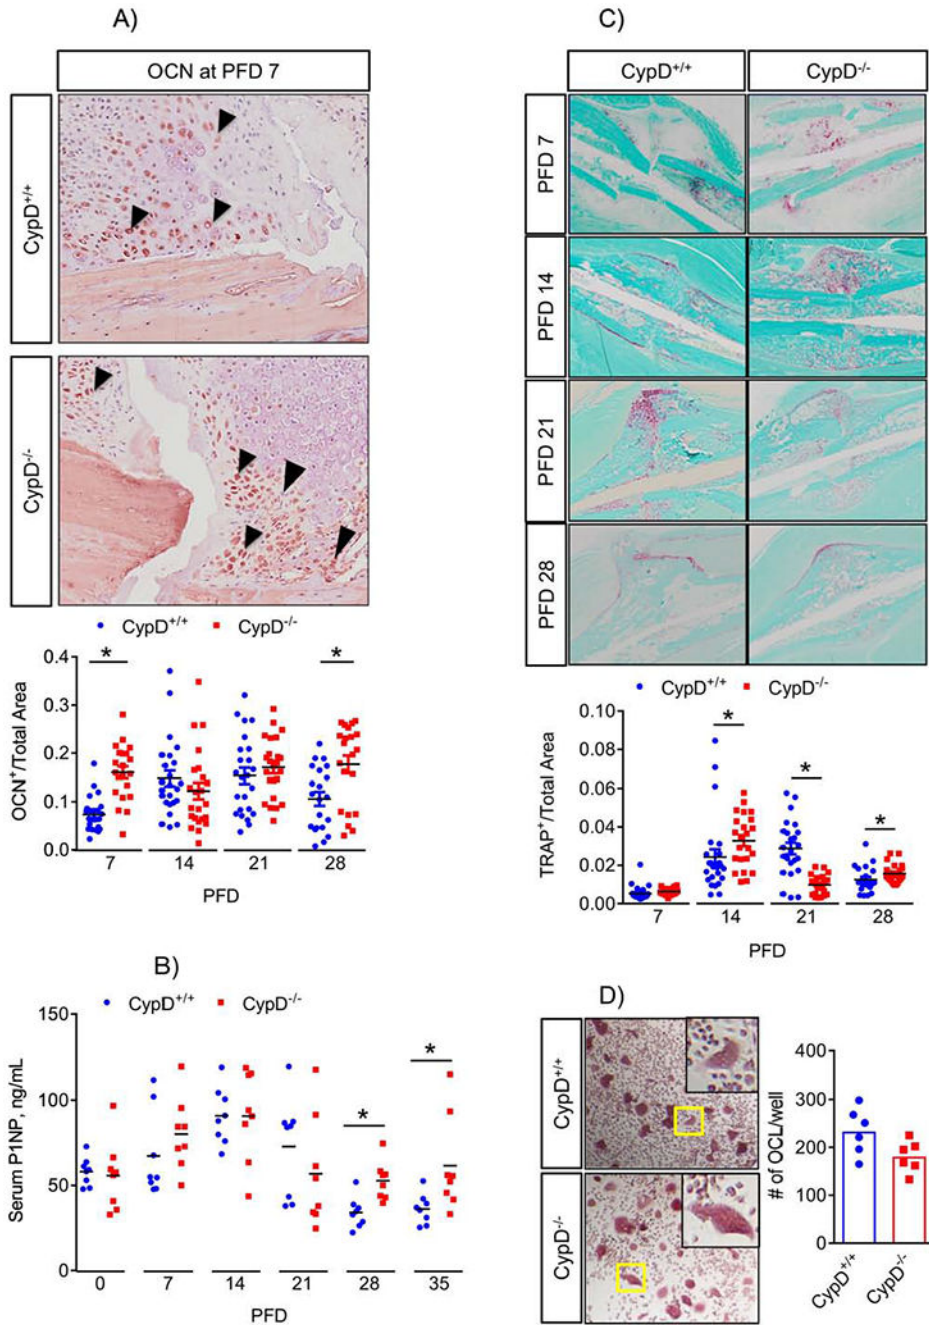 A)
OCN at PFD 7
CypD+/+
CypD-/-
CypD+/+ CypD-/-
*
*
OCN+/Total Area
0.4
0.3
0.2
0.1
0.0
7 14 21 28
PFD
B)
CypD+/+ CypD-/-
*
*
Serum P1NP, ng/mL
150
100
50
0
0 7 14 21 28 35
PFD
C)
CypD+/+ CypD-/-
PFD 7
PFD 14
PFD 21
PFD 28
CypD+/+ CypD-/-
*
*
*
TRAP+/Total Area
0.10
0.08
0.06
0.04
0.02
0.00
7 14 21 28
PFD
D)
CypD+/+
CypD-/-
# of OCL/well
400
300
200
100
0
CypD+/+ CypD-/-